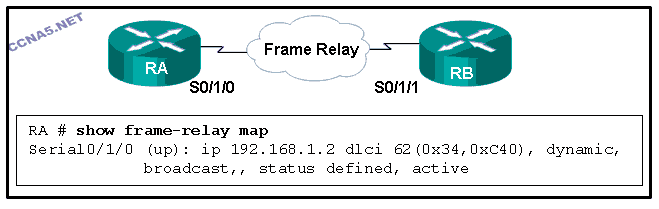 CCNA5.NET
Frame Relay
RA
RB
S0/1/0
S0/1/1
RA # show frame-relay map
Serial0/1/0 (up): ip 192.168.1.2 dlci 62(0x34,0xC40), dynamic,
broadcast,, status defined, active